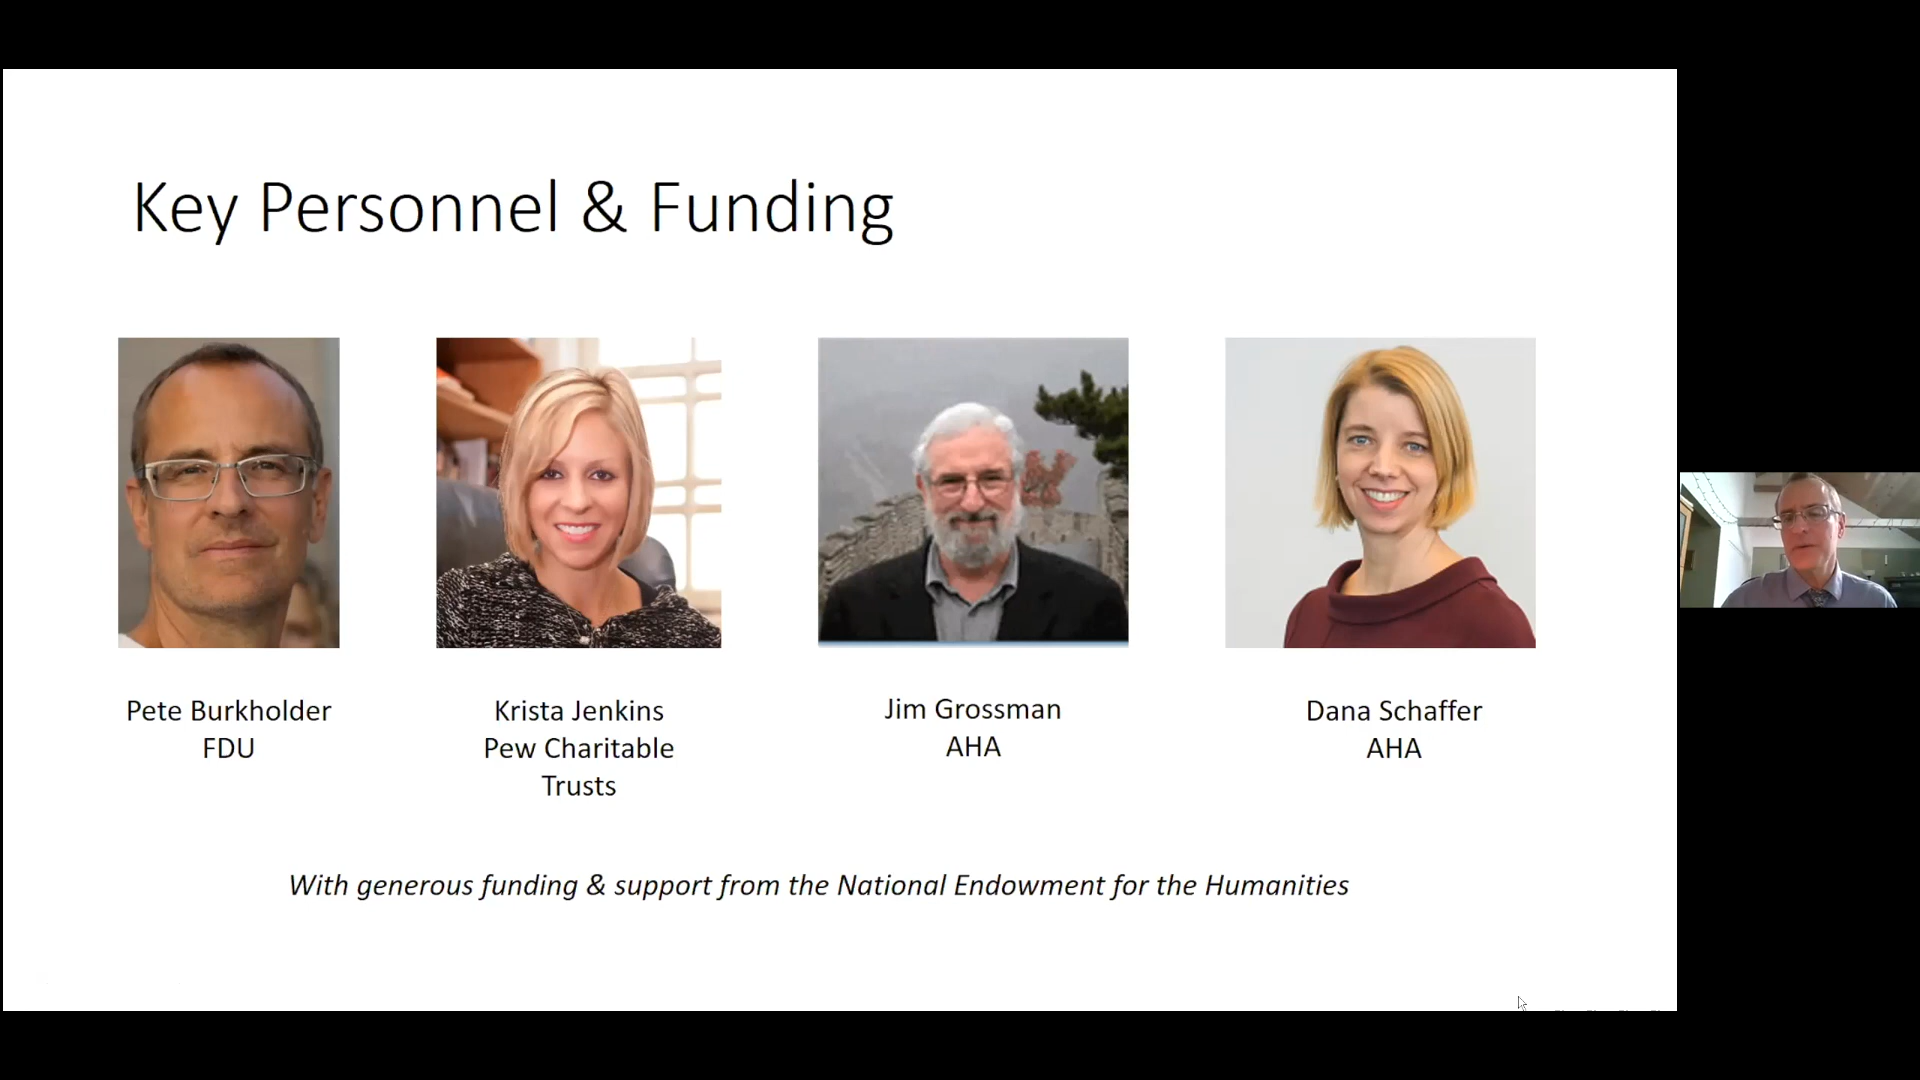 Key Personnel & Funding
Pete Burkholder
FDU
Krista Jenkins
Pew Charitable
Trusts
Jim Grossman
AHA
Dana Schaffer
AHA
With generous funding & support from the National Endowment for the Humanities